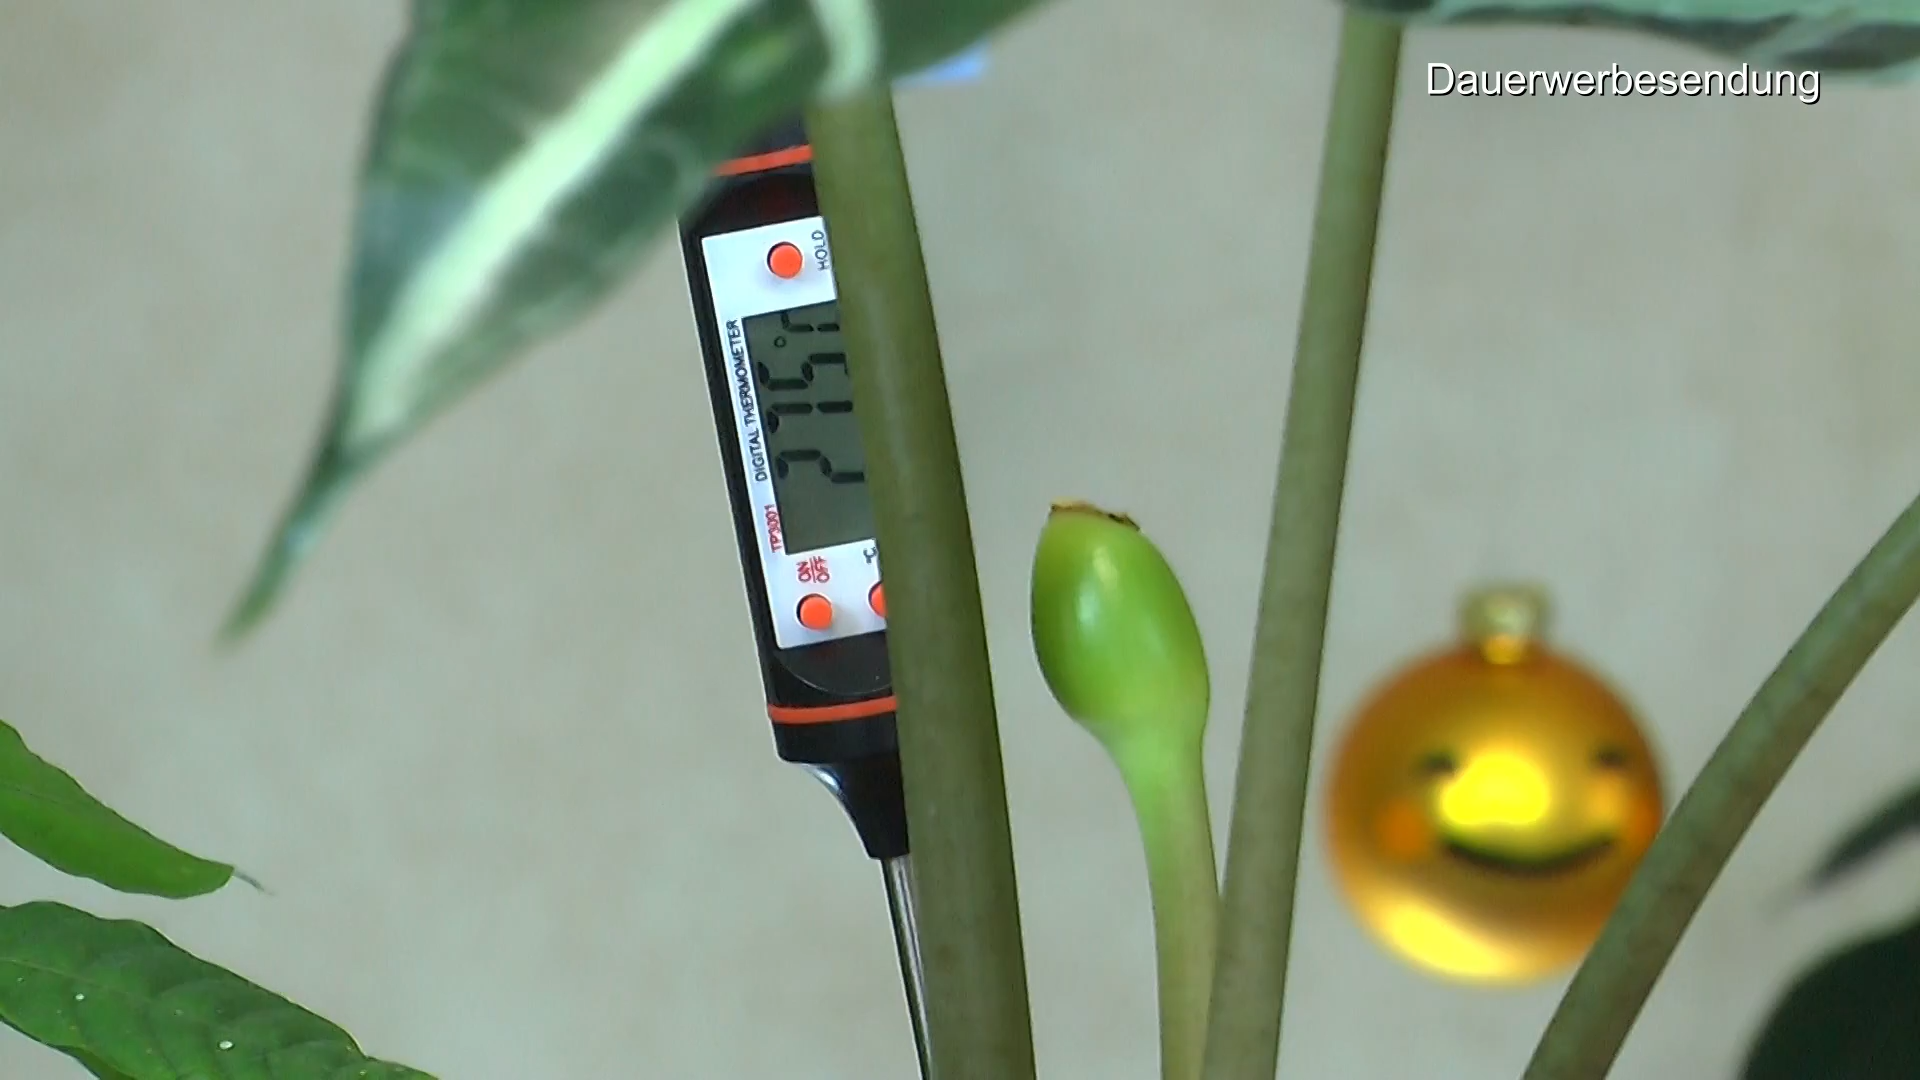 Dauerwerbesendung
HOLD
DIGITAL THERMOMETER
TP3001
ON
OFF
°C